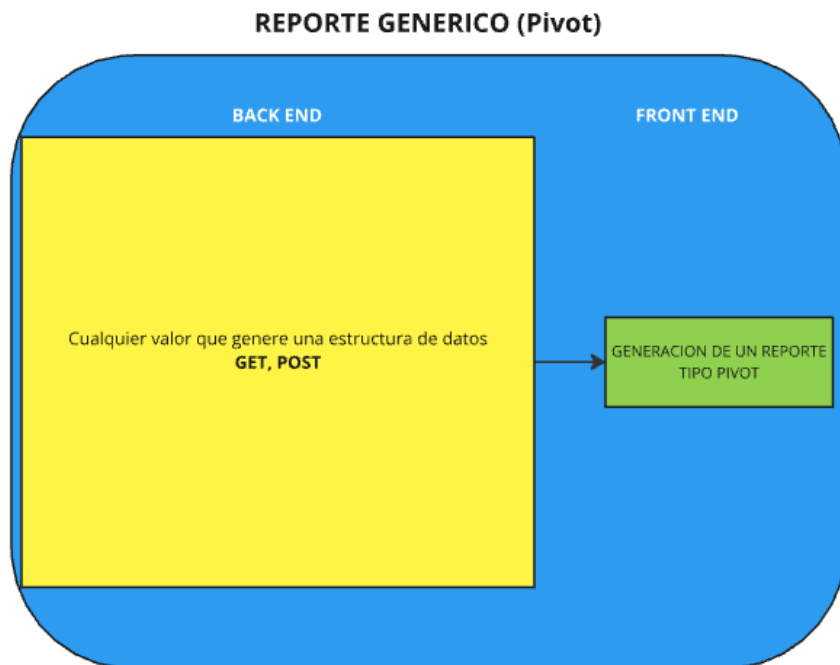 REPORTE GENERICO (Pivot)
BACK END
FRONT END
Cualquier valor que genere una estructura de datos
GET, POST
GENERACION DE UN REPORTE
TIPO PIVOT